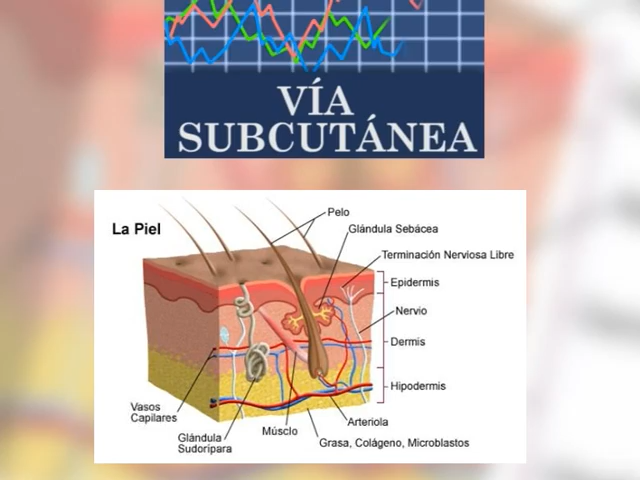 VÍA
SUBCUTÁNEA
La Piel
Pelo
Glándula Sebácea
Terminación Nerviosa Libre
Epidermis
Nervio
Dermis
Hipodermis
Vasos
Capilares
Glándula
Sudoripara
Músclo
Arteriola
Grasa, Colágeno, Microblastos